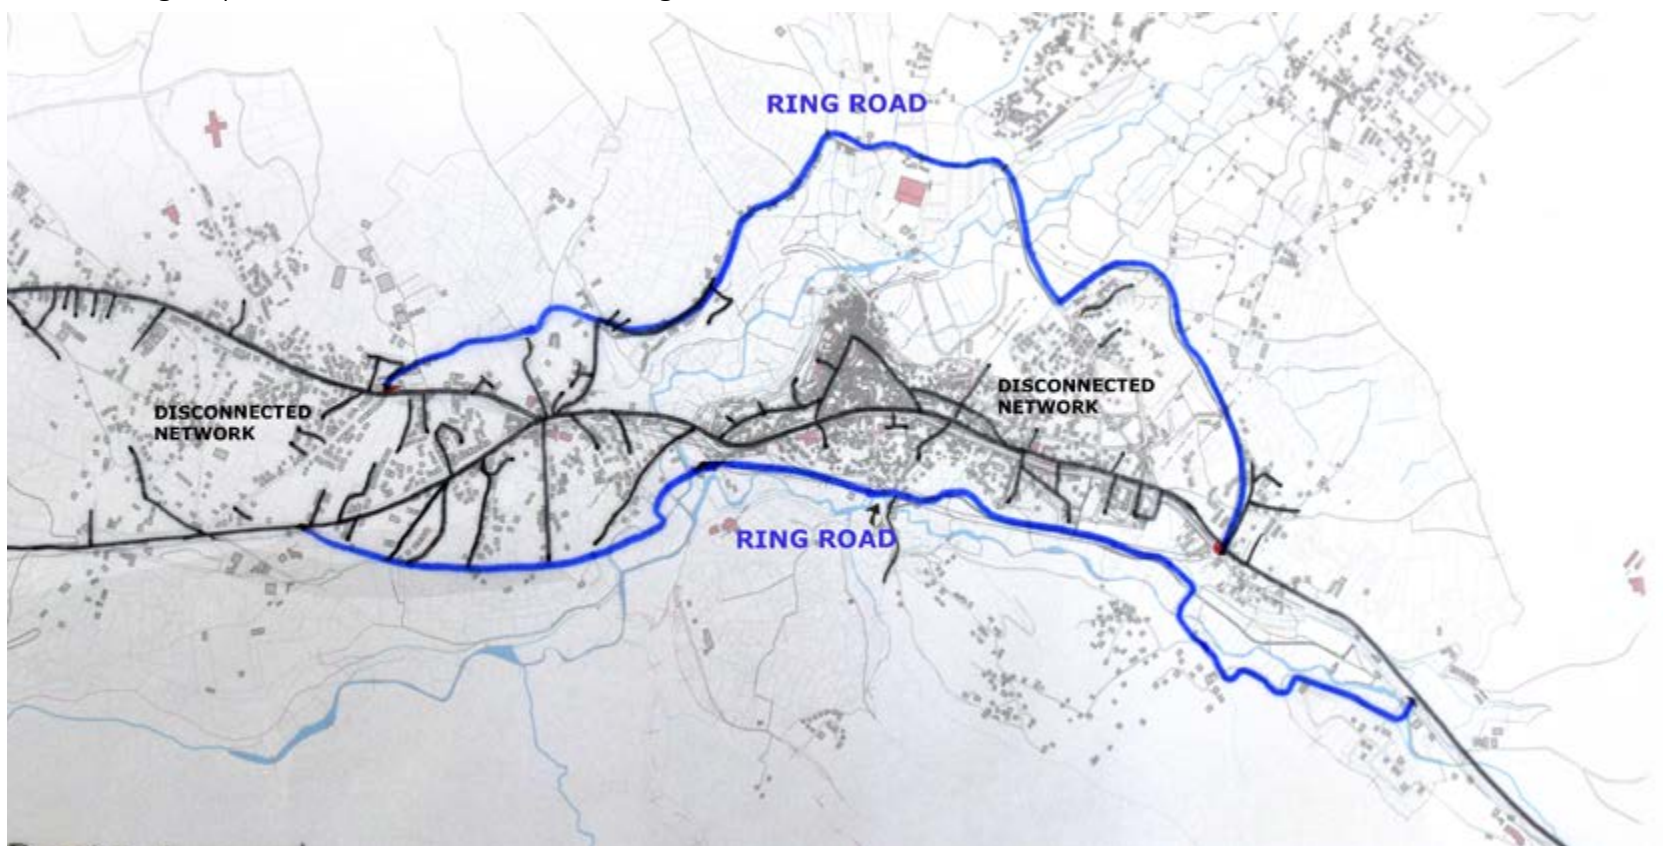 RING ROAD
DISCONNECTED
NETWORK
DISCONNECTED
NETWORK
RING ROAD